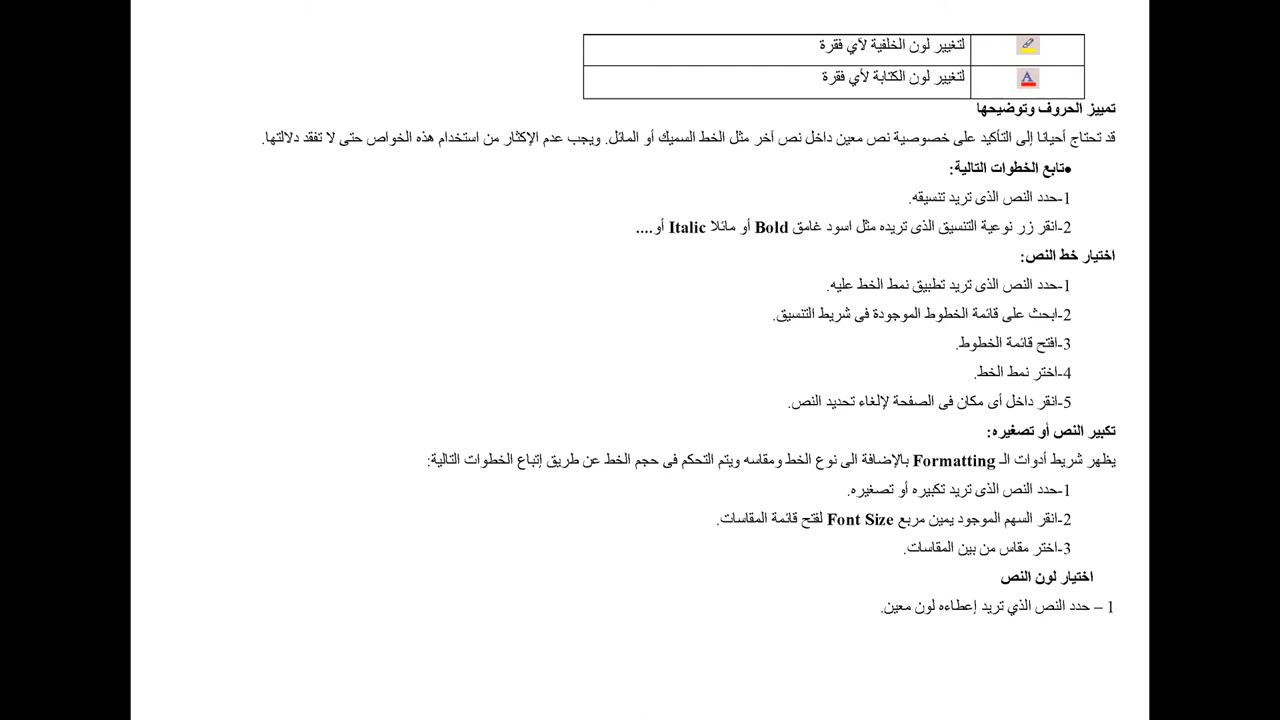 لتغيير لون الخلفية لآي فقرة
A لتغيير لون الكتابة لأي فقرة
تمييز الحروف وتوضيحها
قد تحتاج أحيانا إلى التأكيد على خصوصية نص معين داخل نص آخر مثل الخط السميك أو المائل. ويجب عدم الإكثار من استخدام هذه الخواص حتى لا تفقد دلالتها.
•تابع الخطوات التالية:
1-حدد النص الذى تريد تنسيقه.
2-انقر زر نوعية التنسيق الذى تريده مثل اسود غامق Bold أو مائلا Italic أو....
اختيار خط النص:
1-حدد النص الذى تريد تطبيق نمط الخط عليه.
2-ابحث على قائمة الخطوط الموجودة فى شريط التنسيق.
3-افتح قائمة الخطوط.
4-اختر نمط الخط.
5-انقر داخل أى مكان فى الصفحة لإلغاء تحديد النص.
تكبير النص أو تصغيره:
يظهر شريط أدوات الـ Formatting بالإضافة الى نوع الخط ومقاسه ويتم التحكم فى حجم الخط عن طريق إتباع الخطوات التالية:
1-حدد النص الذى تريد تكبيره أو تصغيره.
2-انقر السهم الموجود يمين مربع Font Size لفتح قائمة المقاسات.
3-اختر مقاس من بين المقاسات.
اختيار لون النص
1 – حدد النص الذي تريد إعطاءه لون معين.